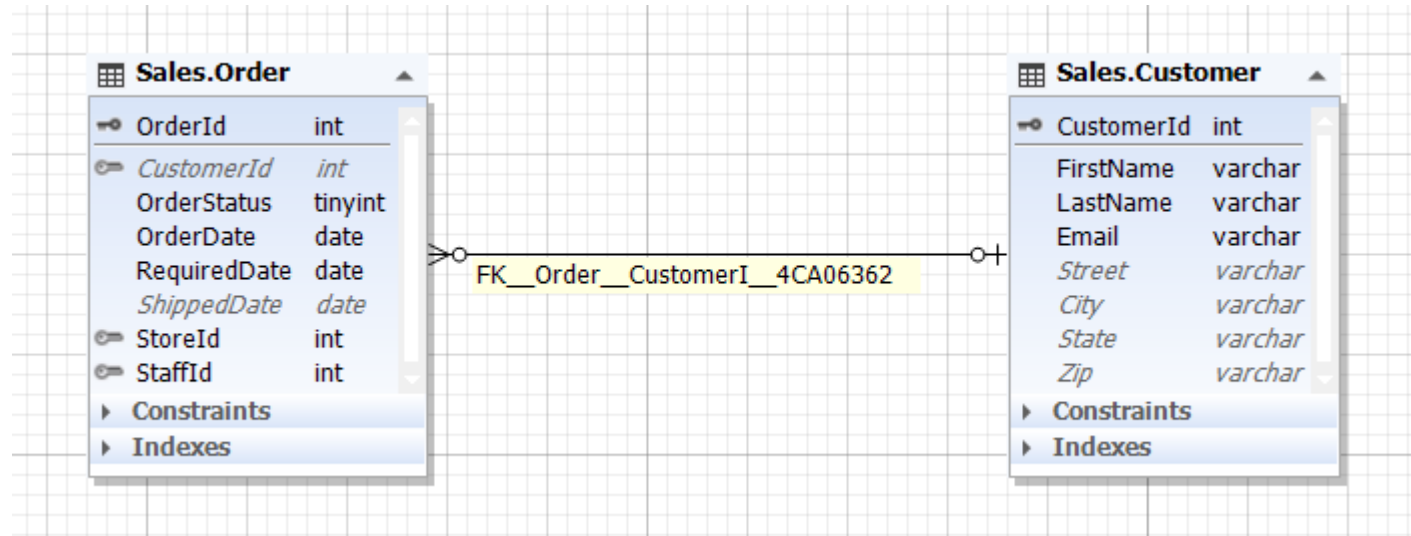 Sales.Order
OrderId int
CustomerId int
OrderStatus tinyint
OrderDate date
RequiredDate date
ShippedDate date
StoreId int
StaffId int
Constraints
Indexes
FK__Order__CustomerI__4CA06362
Sales.Customer
CustomerId int
FirstName varchar
LastName varchar
Email varchar
Street varchar
City varchar
State varchar
Zip varchar
Constraints
Indexes